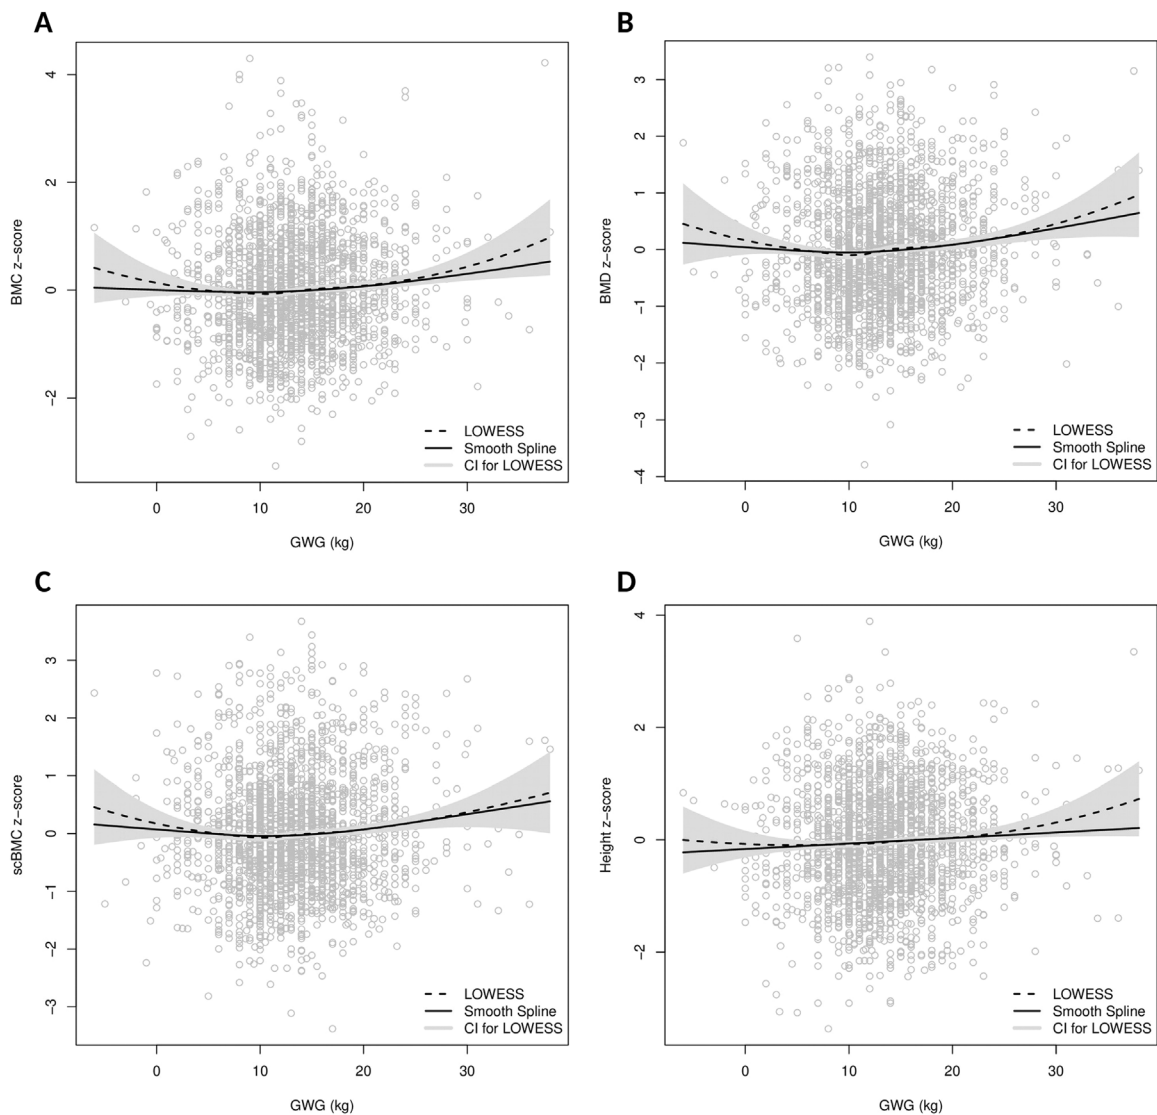 A
BMC z-score
4
2
0
−2
LOWESS
Smooth Spline
CI for LOWESS
0 10 20 30
GWG (kg)
B
BMD z-score
3
2
1
0
−1
−2
−3
−4
LOWESS
Smooth Spline
CI for LOWESS
0 10 20 30
GWG (kg)
C
scBMC z-score
3
2
1
0
−1
−2
−3
LOWESS
Smooth Spline
CI for LOWESS
0 10 20 30
GWG (kg)
D
Height z-score
4
2
0
−2
LOWESS
Smooth Spline
CI for LOWESS
0 10 20 30
GWG (kg)